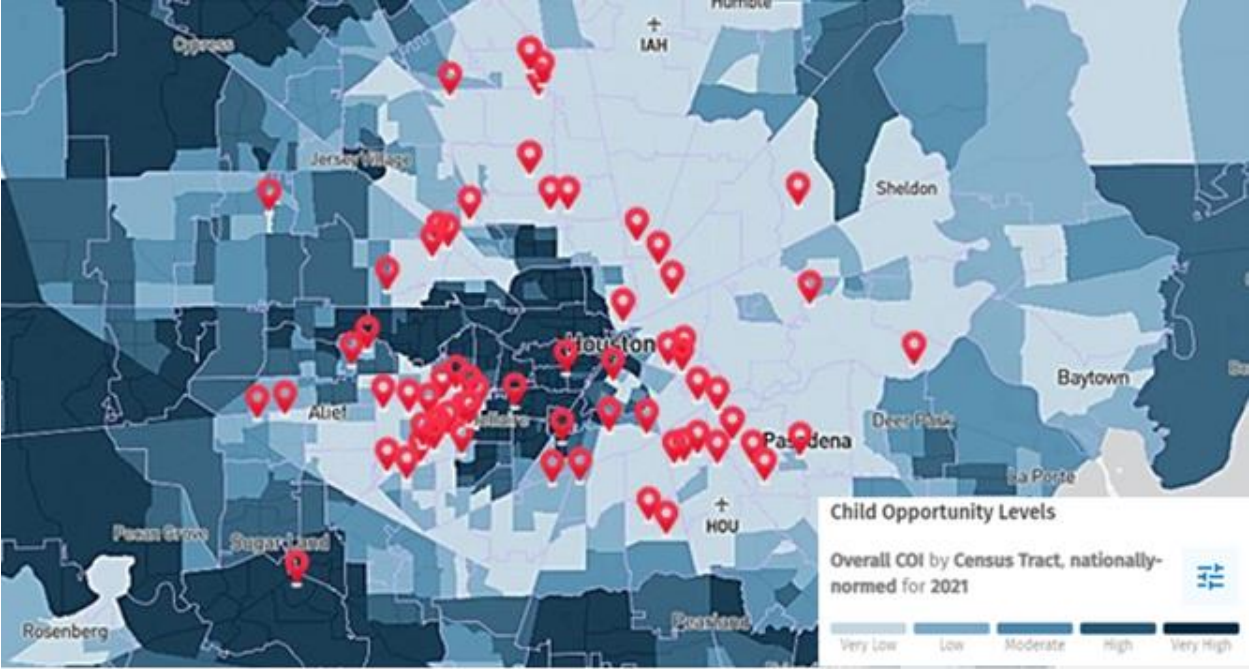 Humble
Cypress
IAH
Jersey Village
Sheldon
Houston
Baytown
Alief
Deer Park
Pasadena
La Porte
HOU
Pecan Grove
Sugar Land
Pearland
Rosenberg
Child Opportunity Levels
Overall COI by Census Tract, nationally-
normed for 2021
Very Low Low Moderate High Very High